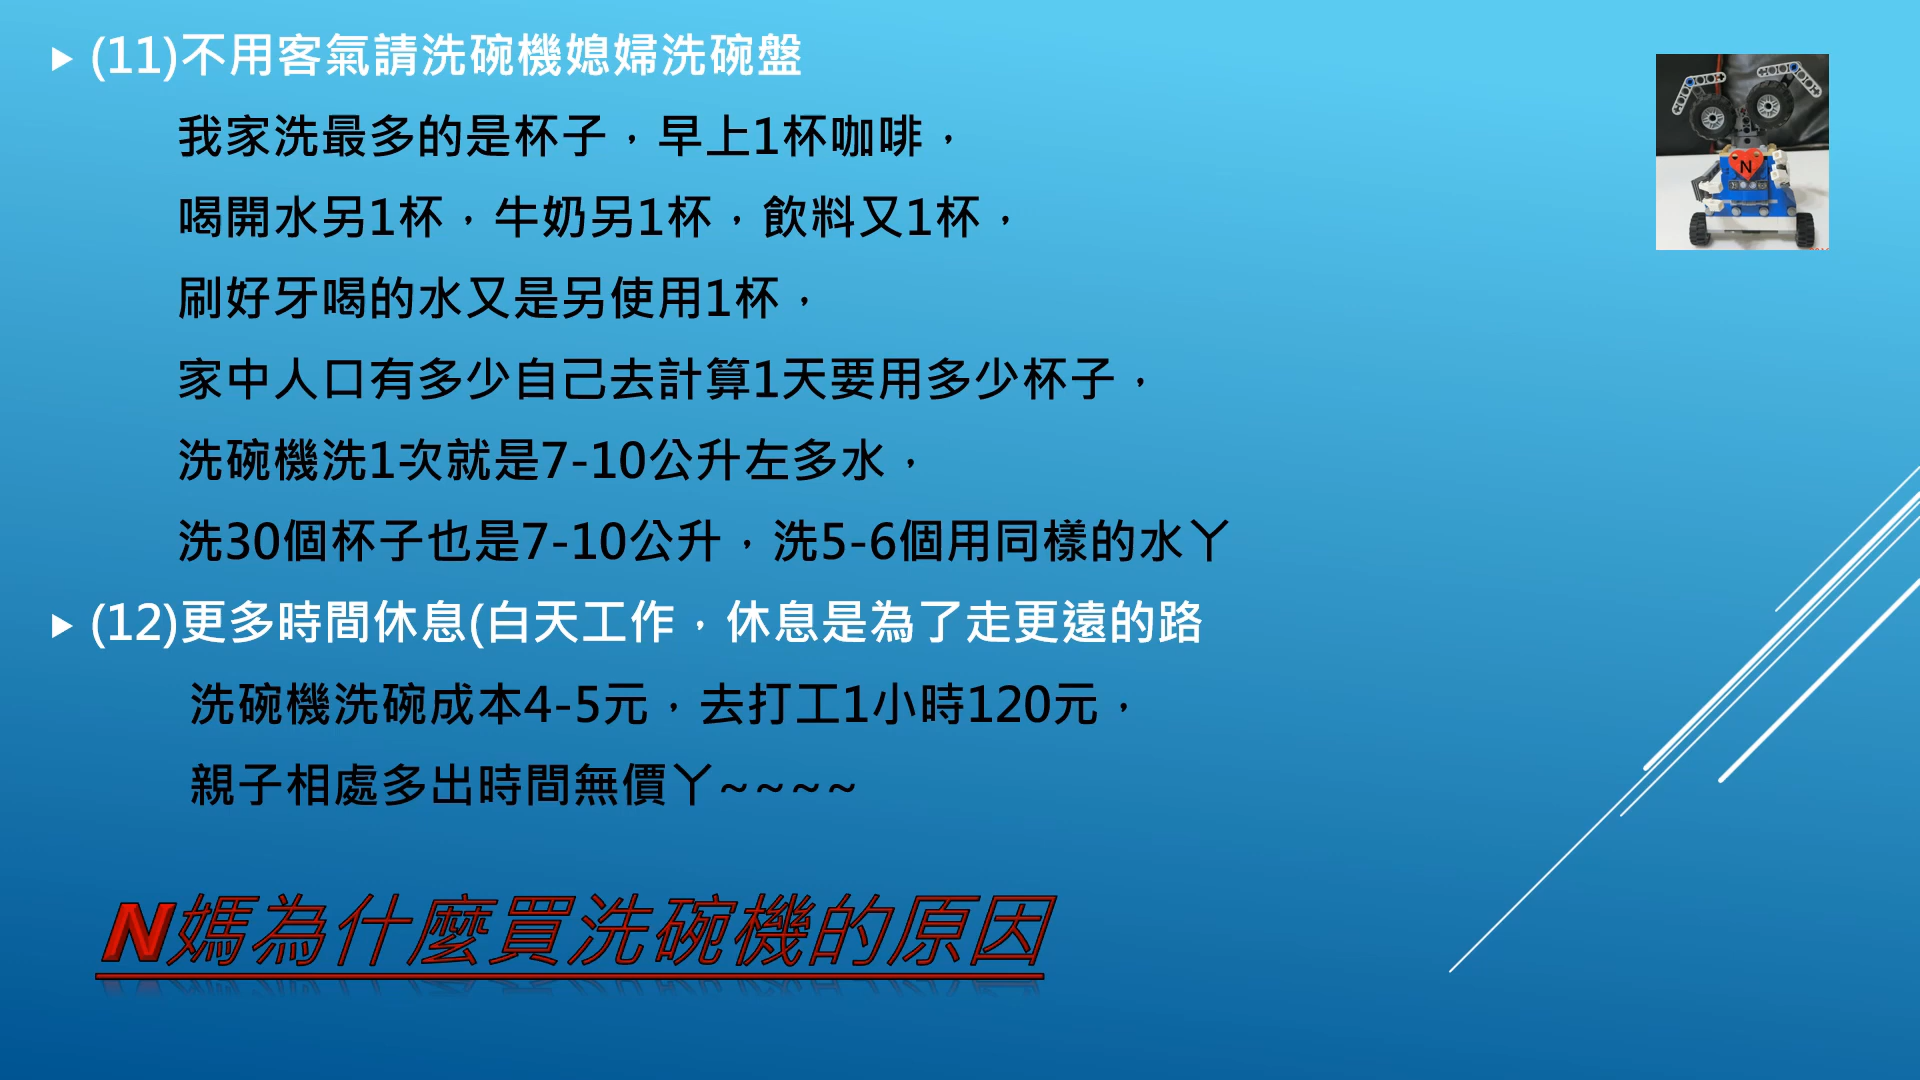 (11)不用客氣請洗碗機媳婦洗碗盤
我家洗最多的是杯子，早上1杯咖啡，
喝開水另1杯，牛奶另1杯，飲料又1杯，
刷好牙喝的水又是另使用1杯，
家中人口有多少自己去計算1天要用多少杯子，
洗碗機洗1次就是7-10公升左多水，
洗30個杯子也是7-10公升，洗5-6個用同樣的水丫
(12)更多時間休息(白天工作，休息是為了走更遠的路
洗碗機洗碗成本4-5元，去打工1小時120元，
親子相處多出時間無價丫~~~~
N媽為什麼買洗碗機的原因
N